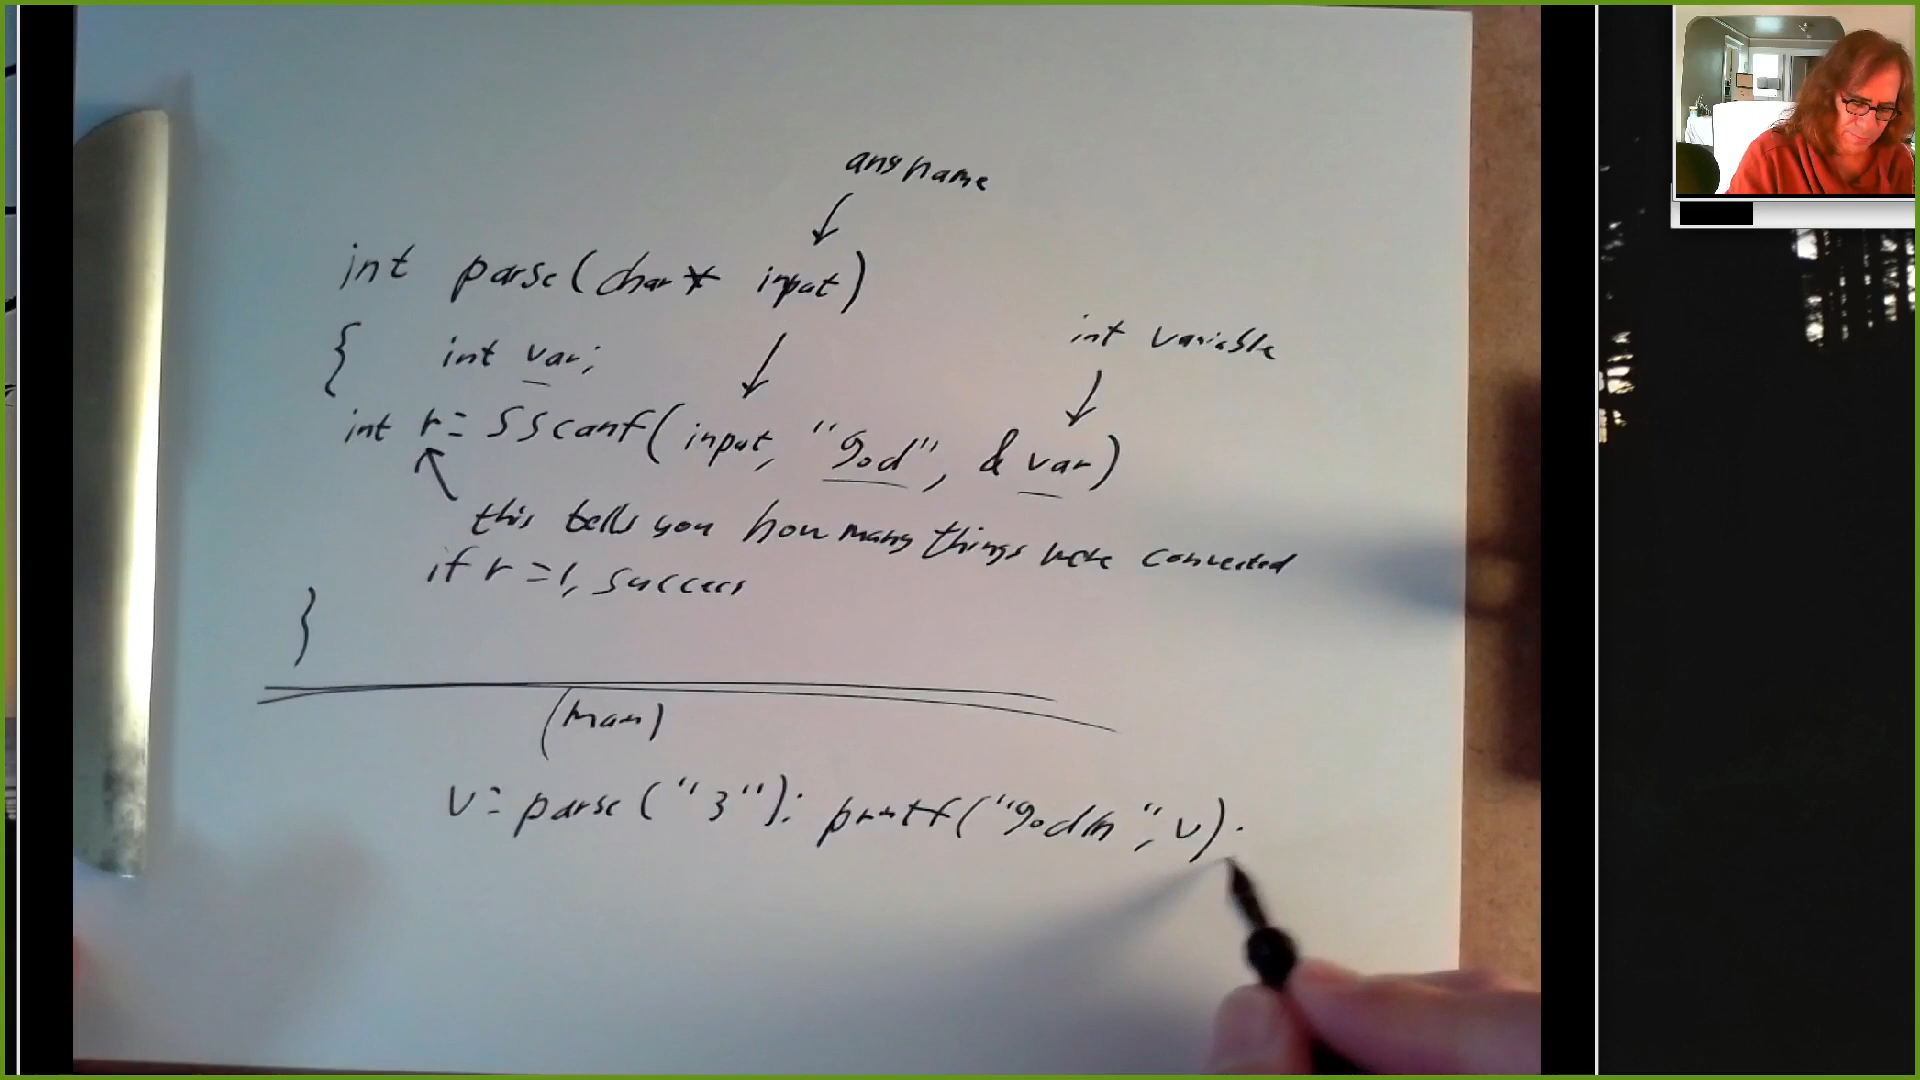 any name
int parse(char* input)
{ int var;
int variable
int r = sscanf(input, "%d", & var)
this tells you how many things were converted
if r = 1, success
}
(main)
v = parse("3"); printf("%d\n", v);